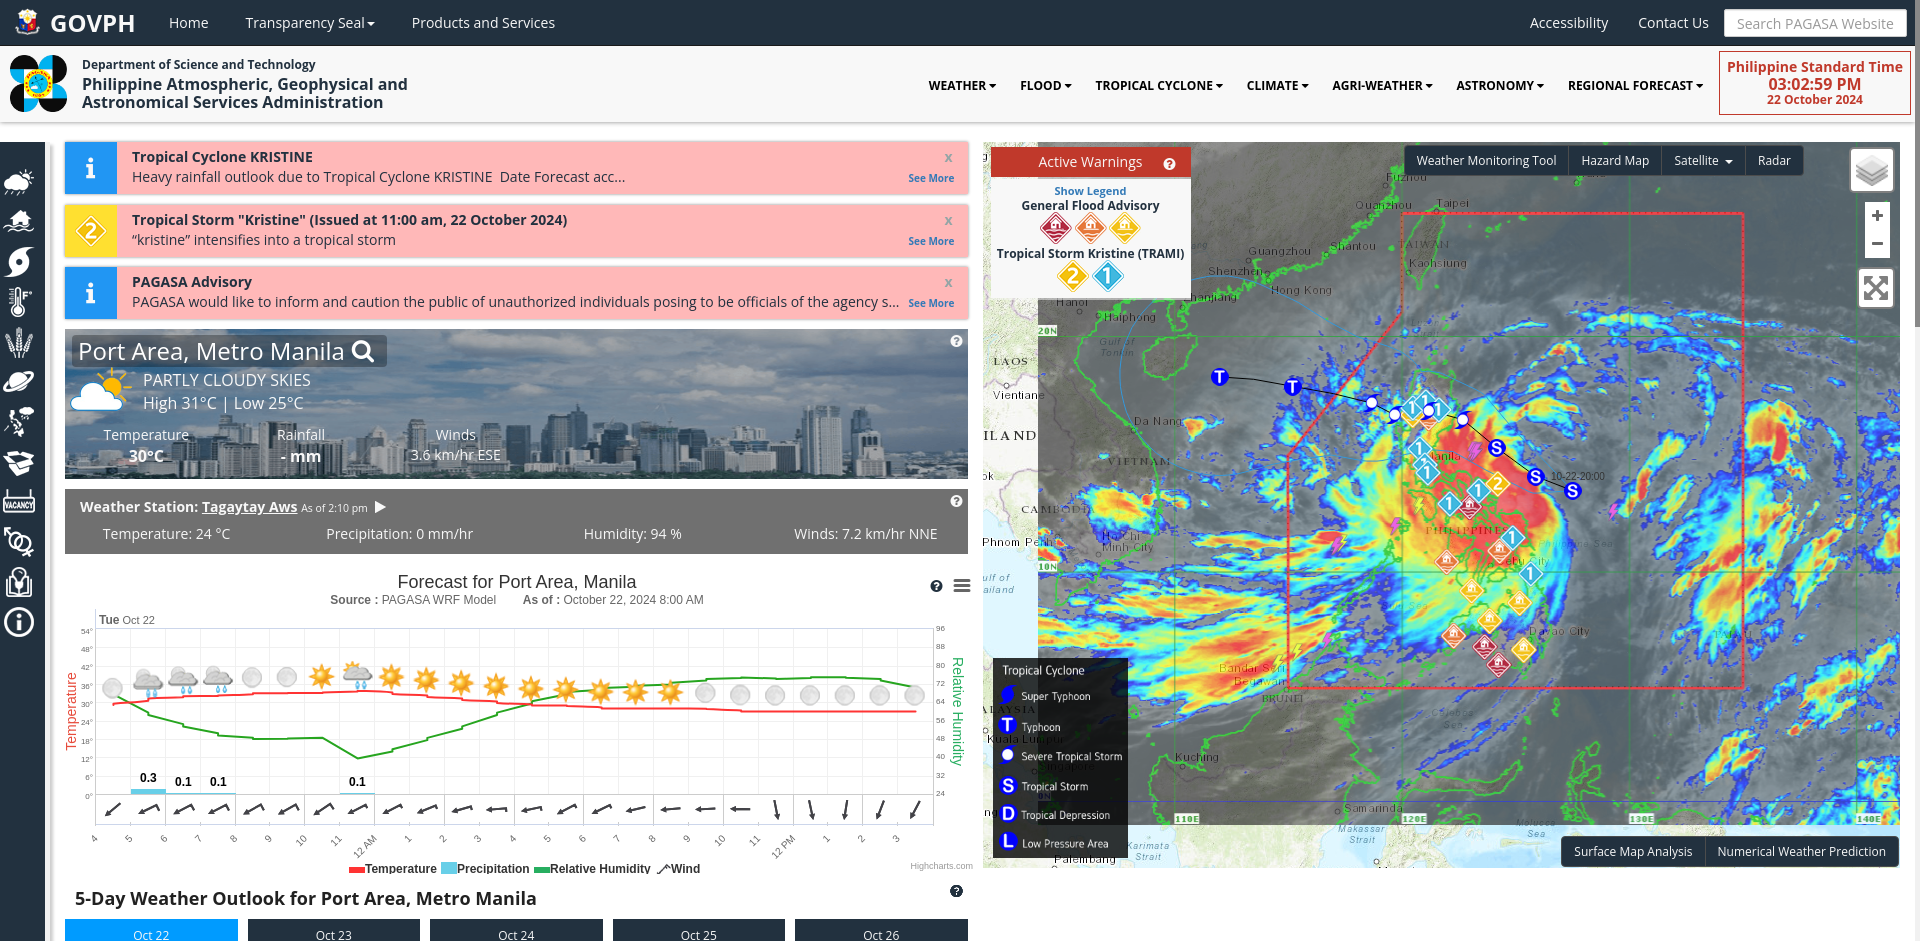 GOVPH
Home
Transparency Seal
Products and Services
Accessibility
Contact Us
Search PAGASA Website
Department of Science and Technology
Philippine Atmospheric, Geophysical and
Astronomical Services Administration
WEATHER
FLOOD
TROPICAL CYCLONE
CLIMATE
AGRI-WEATHER
ASTRONOMY
REGIONAL FORECAST
Philippine Standard Time
03:02:59 PM
22 October 2024
Tropical Cyclone KRISTINE
x
Heavy rainfall outlook due to Tropical Cyclone KRISTINE Date Forecast acc...
See More
2
Tropical Storm "Kristine" (Issued at 11:00 am, 22 October 2024)
x
“kristine” intensifies into a tropical storm
See More
PAGASA Advisory
x
PAGASA would like to inform and caution the public of unauthorized individuals posing to be officials of the agency s...
See More
Port Area, Metro Manila
PARTLY CLOUDY SKIES
High 31°C | Low 25°C
Temperature
30°C
Rainfall
- mm
Winds
3.6 km/hr ESE
VACANCY
Weather Station: Tagaytay Aws As of 2:10 pm
Temperature: 24 °C
Precipitation: 0 mm/hr
Humidity: 94 %
Winds: 7.2 km/hr NNE
Forecast for Port Area, Manila
Source : PAGASA WRF Model As of : October 22, 2024 8:00 AM
Tue Oct 22
Temperature
54°
48°
42°
36°
30°
24°
18°
12°
6°
0°
Relative Humidity
96
88
80
72
64
56
48
40
32
24
0.3
0.1
0.1
0.1
4
5
6
7
8
9
10
11
12 AM
1
2
3
4
5
6
7
8
9
10
11
12 PM
1
2
3
Temperature
Precipitation
Relative Humidity
Wind
Highcharts.com
5-Day Weather Outlook for Port Area, Metro Manila
Oct 22
Oct 23
Oct 24
Oct 25
Oct 26
Active Warnings
Show Legend
General Flood Advisory
Tropical Storm Kristine (TRAMI)
2
1
Weather Monitoring Tool
Hazard Map
Satellite
Radar
+
−
Fuzhou
Quanzhou
Taipei
TAIWAN
Kaohsiung
Guangzhou
Shantou
Shenzhen
Hong Kong
Zhanjiang
Hanoi
Haiphong
20N
Gulf of
Tonkin
LAOS
Vientiane
Da Nang
VIETNAM
CAMBODIA
Phnom Penh
Ho Chi
Minh City
10N
Manila
10-22-20:00
PHILIPPINES
Cebu City
Davao City
PALAU
Bandar Seri
Begawan
BRUNEI
Kuala Lumpur
Kuching
Samarinda
110E
120E
130E
140E
Makassar
Strait
Molucca
Sea
Karimata
Strait
Palembang
Tropical Cyclone
Super Typhoon
T Typhoon
Severe Tropical Storm
S Tropical Storm
D Tropical Depression
L Low Pressure Area
Surface Map Analysis
Numerical Weather Prediction